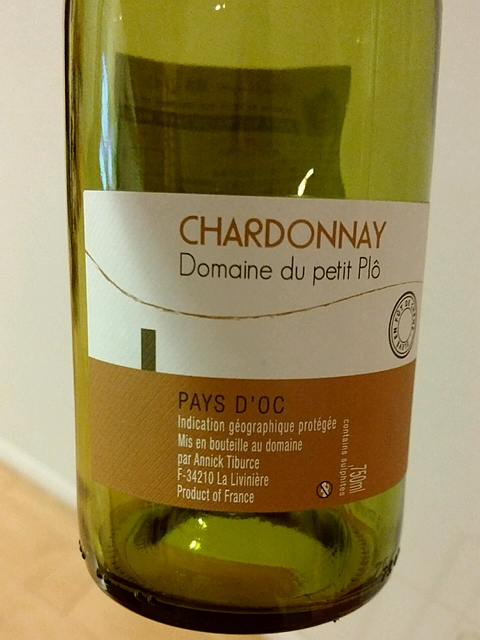 CHARDONNAY
Domaine du petit Plô
PAYS D'OC
Indication géographique protégée
Mis en bouteille au domaine
par Annick Tiburce
F-34210 La Livinière
Product of France
contains sulphites
750ml